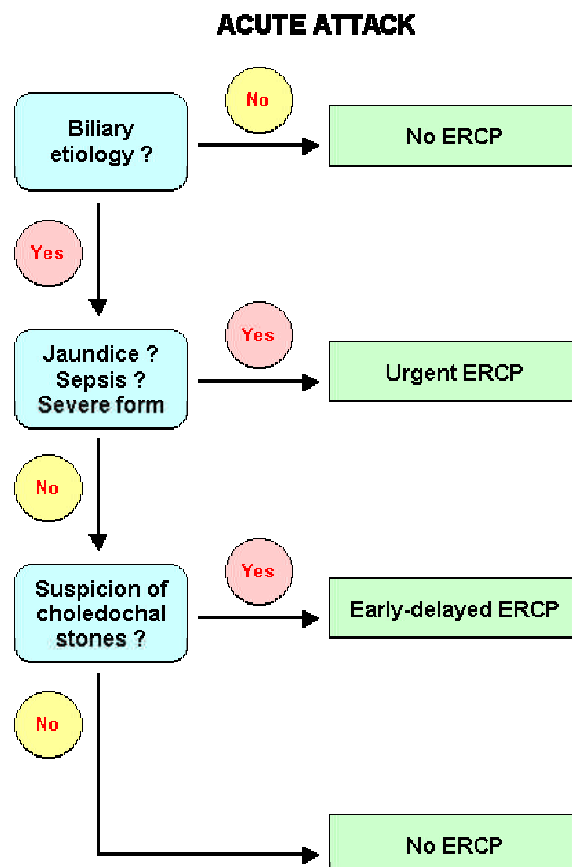 ACUTE ATTACK
No
Biliary
etiology ?
No ERCP
Yes
Yes
Jaundice ?
Sepsis ?
Severe form
Urgent ERCP
No
Yes
Suspicion of
choledochal
stones ?
Early-delayed ERCP
No
No ERCP